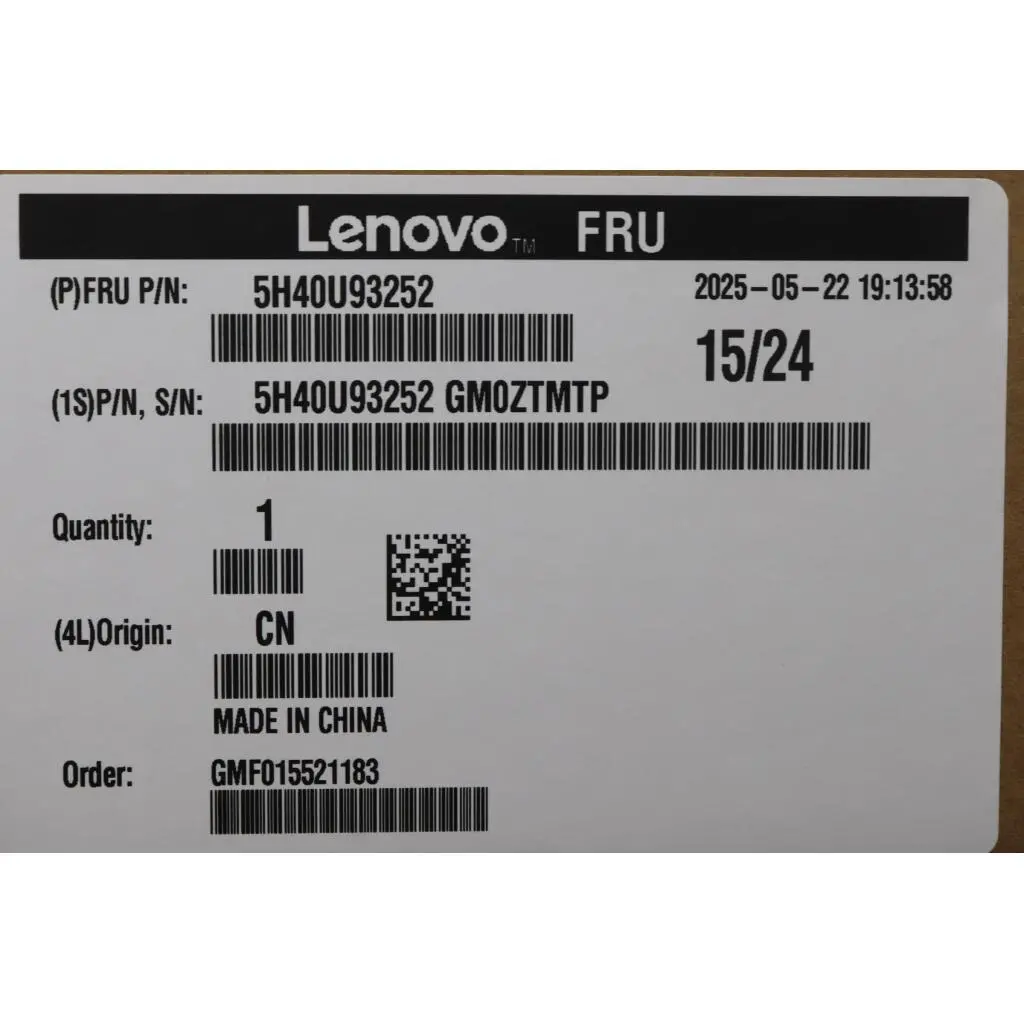 Lenovo™ FRU
(P)FRU P/N: 5H40U93252 2025-05-22 19:13:58
15/24
(1S)P/N, S/N: 5H40U93252 GM0ZTMTP
Quantity: 1
(4L)Origin: CN
MADE IN CHINA
Order: GMF015521183